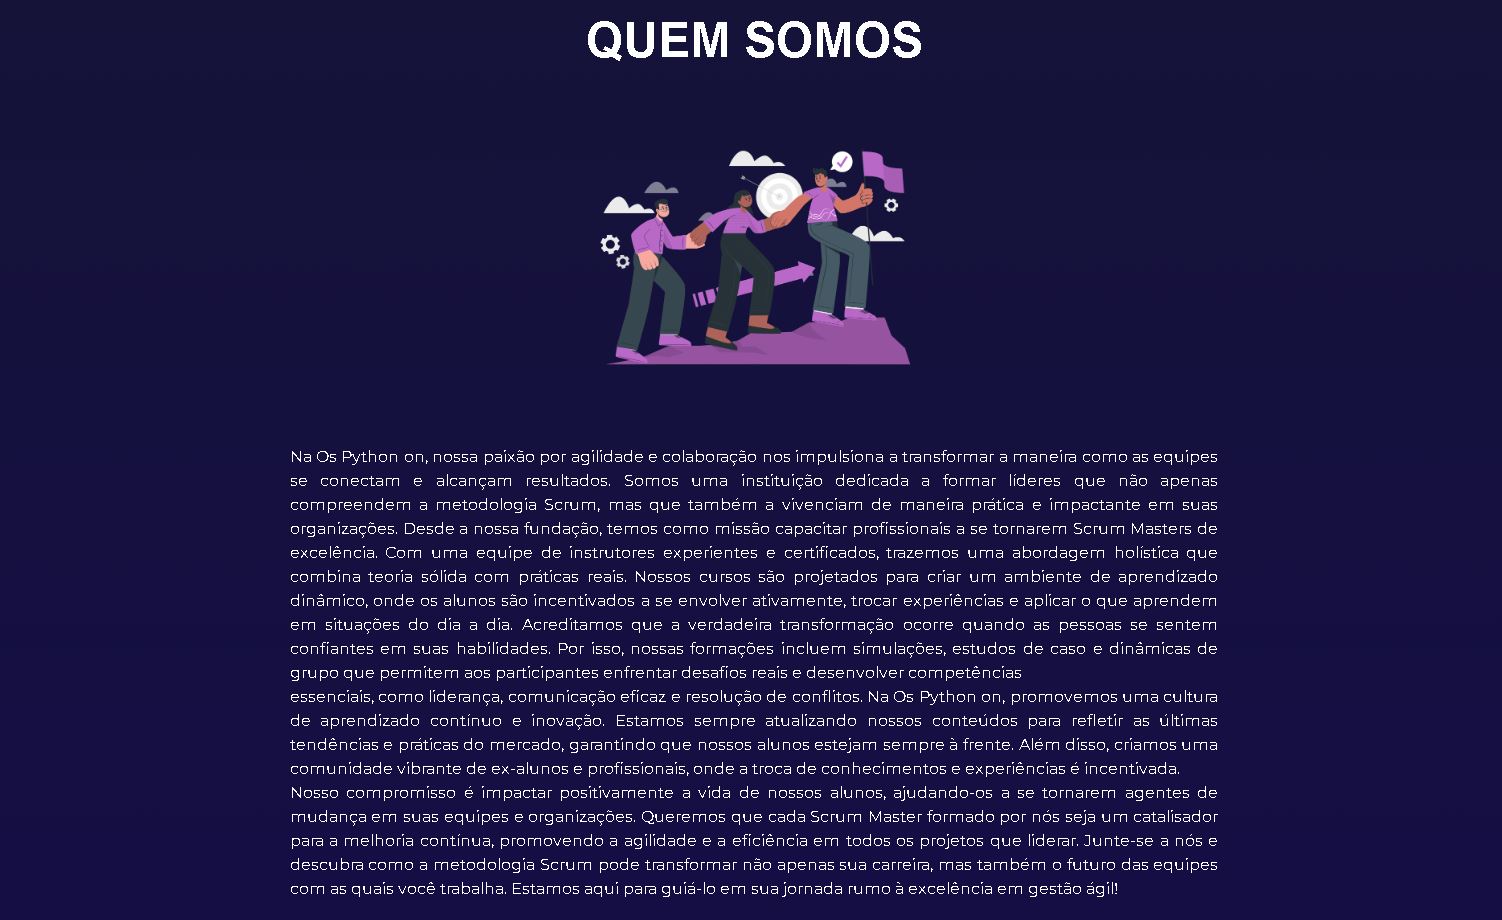 QUEM SOMOS
Na Os Python on, nossa paixão por agilidade e colaboração nos impulsiona a transformar a maneira como as equipes
se conectam e alcançam resultados. Somos uma instituição dedicada a formar líderes que não apenas
compreendem a metodologia Scrum, mas que também a vivenciam de maneira prática e impactante em suas
organizações. Desde a nossa fundação, temos como missão capacitar profissionais a se tornarem Scrum Masters de
excelência. Com uma equipe de instrutores experientes e certificados, trazemos uma abordagem holística que
combina teoria sólida com práticas reais. Nossos cursos são projetados para criar um ambiente de aprendizado
dinâmico, onde os alunos são incentivados a se envolver ativamente, trocar experiências e aplicar o que aprendem
em situações do dia a dia. Acreditamos que a verdadeira transformação ocorre quando as pessoas se sentem
confiantes em suas habilidades. Por isso, nossas formações incluem simulações, estudos de caso e dinâmicas de
grupo que permitem aos participantes enfrentar desafios reais e desenvolver competências
essenciais, como liderança, comunicação eficaz e resolução de conflitos. Na Os Python on, promovemos uma cultura
de aprendizado contínuo e inovação. Estamos sempre atualizando nossos conteúdos para refletir as últimas
tendências e práticas do mercado, garantindo que nossos alunos estejam sempre à frente. Além disso, criamos uma
comunidade vibrante de ex-alunos e profissionais, onde a troca de conhecimentos e experiências é incentivada.
Nosso compromisso é impactar positivamente a vida de nossos alunos, ajudando-os a se tornarem agentes de
mudança em suas equipes e organizações. Queremos que cada Scrum Master formado por nós seja um catalisador
para a melhoria contínua, promovendo a agilidade e a eficiência em todos os projetos que liderar. Junte-se a nós e
descubra como a metodologia Scrum pode transformar não apenas sua carreira, mas também o futuro das equipes
com as quais você trabalha. Estamos aqui para guiá-lo em sua jornada rumo à excelência em gestão ágil!